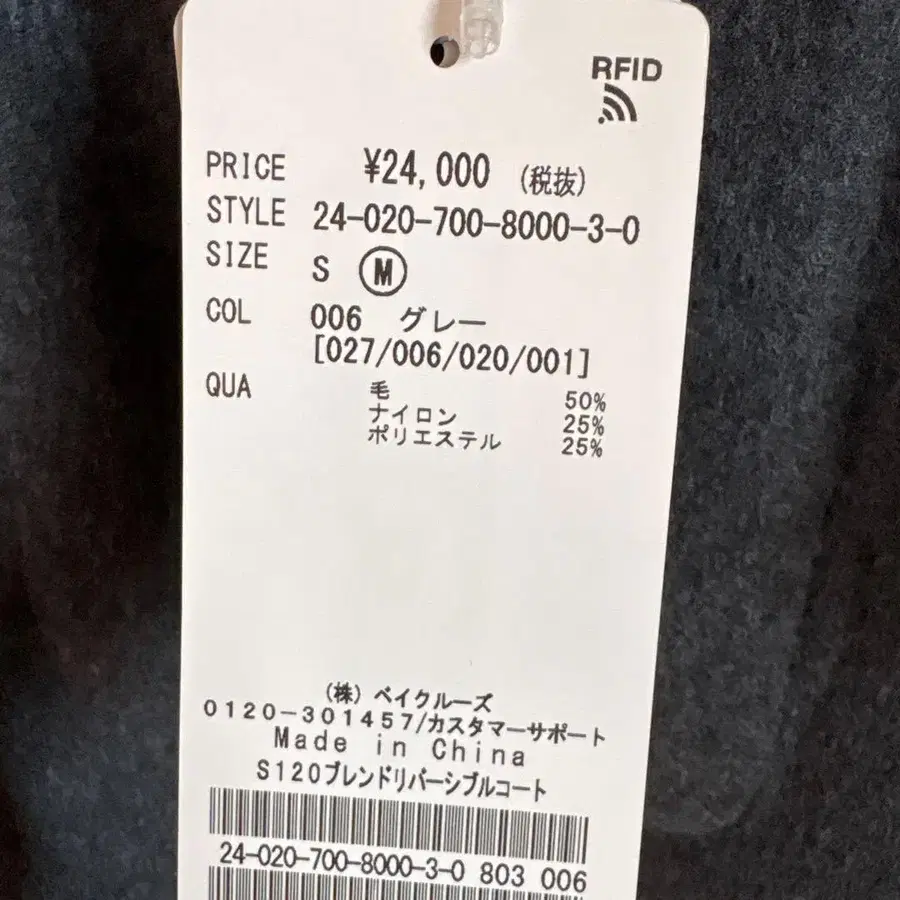 RFID
PRICE ¥24,000 (税抜)
STYLE 24-020-700-8000-3-0
SIZE S M
COL 006 グレー
[027/006/020/001]
QUA 毛 50%
ナイロン 25%
ポリエステル 25%
(株) ベイクルーズ
0120-301457/カスタマーサポート
Made in China
S120ブレンドリバーシブルコート
24-020-700-8000-3-0 803 006